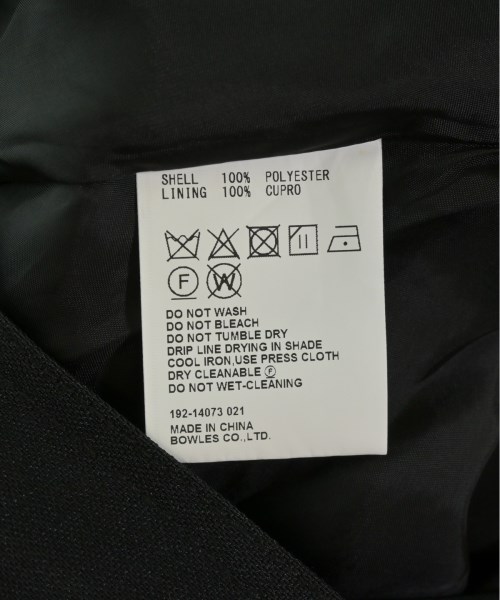 SHELL 100% POLYESTER
LINING 100% CUPRO
F W
DO NOT WASH
DO NOT BLEACH
DO NOT TUMBLE DRY
DRIP LINE DRYING IN SHADE
COOL IRON,USE PRESS CLOTH
DRY CLEANABLE Ⓕ
DO NOT WET-CLEANING
192-14073 021
MADE IN CHINA
BOWLES CO.,LTD.